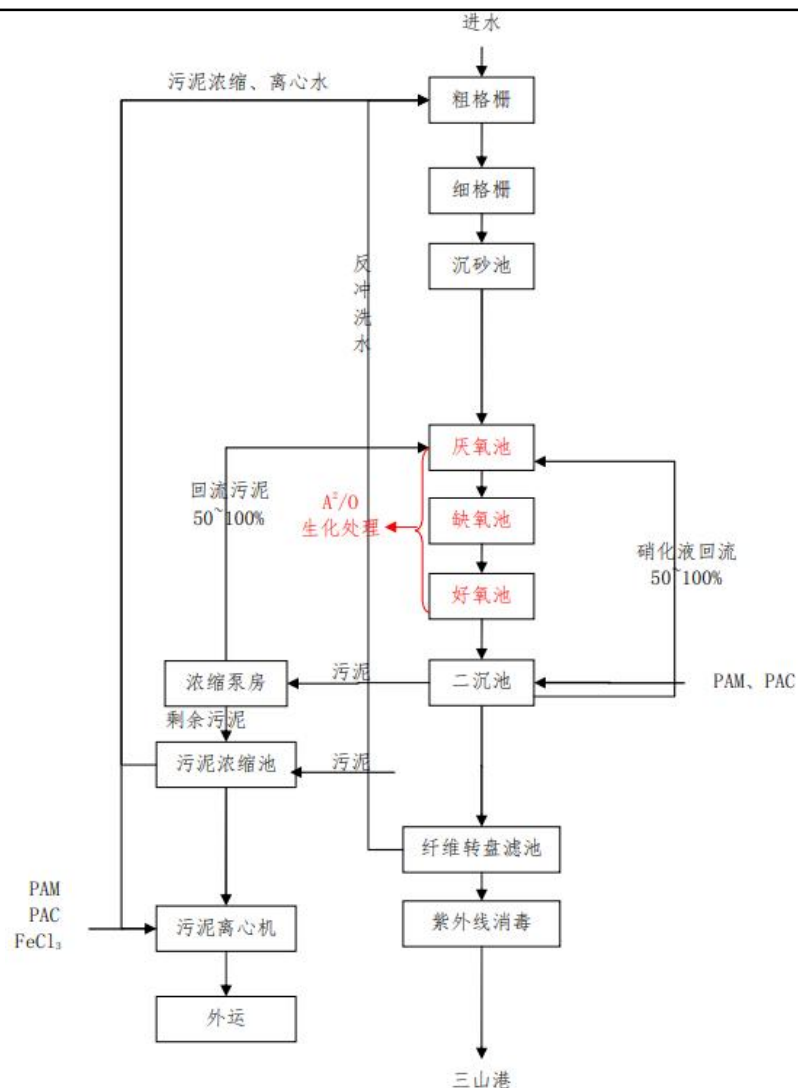 进水
污泥浓缩、离心水
粗格栅
细格栅
反冲洗水
沉砂池
厌氧池
回流污泥
50~100%
A²/O
生化处理
缺氧池
硝化液回流
50~100%
好氧池
浓缩泵房
污泥
二沉池
PAM、PAC
剩余污泥
污泥浓缩池
污泥
纤维转盘滤池
PAM
PAC
FeCl₃
污泥离心机
紫外线消毒
外运
三山港